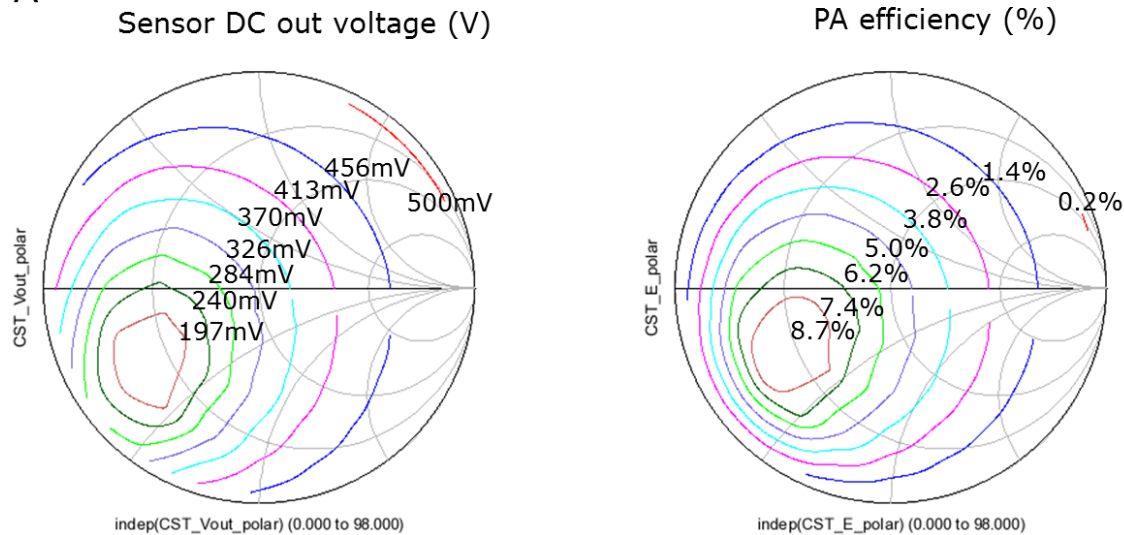 Sensor DC out voltage (V)
456mV
413mV
500mV
370mV
326mV
284mV
240mV
197mV
CST_Vout_polar
indep(CST_Vout_polar) (0.000 to 98.000)
PA efficiency (%)
1.4%
2.6%
0.2%
3.8%
5.0%
6.2%
7.4%
8.7%
CST_E_polar
indep(CST_E_polar) (0.000 to 98.000)